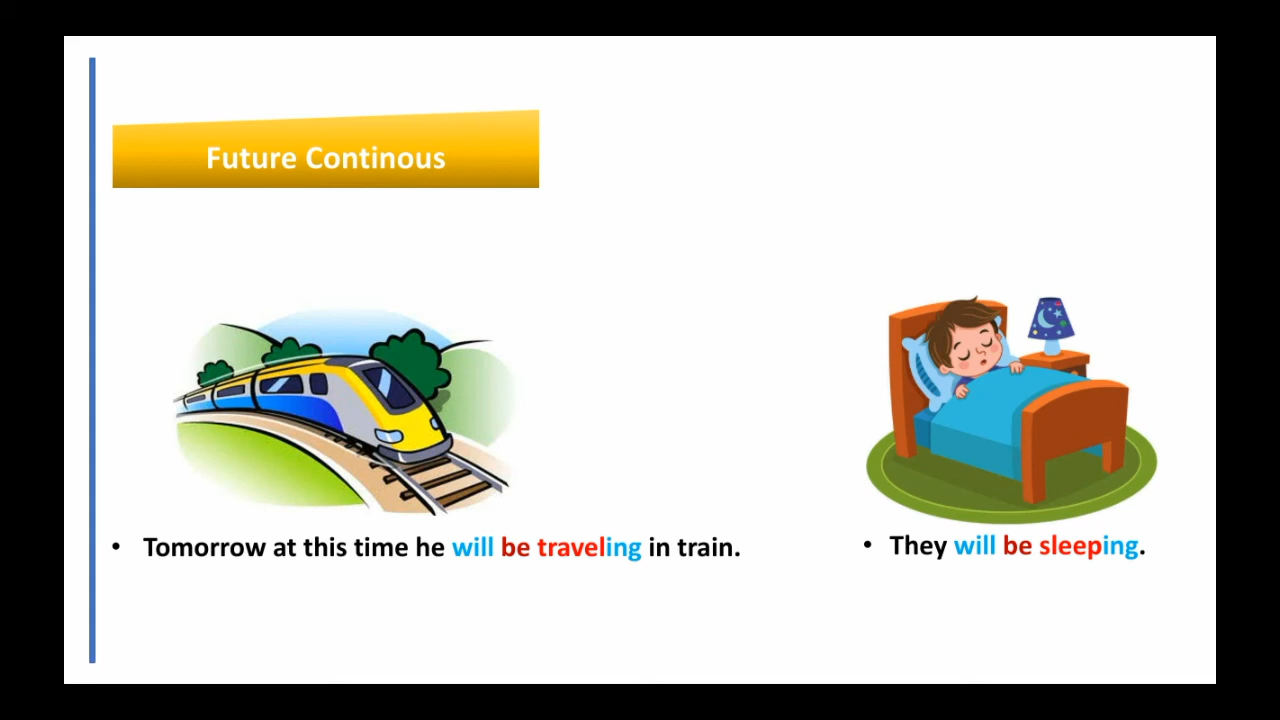 Future Continous
• Tomorrow at this time he will be traveling in train.
• They will be sleeping.